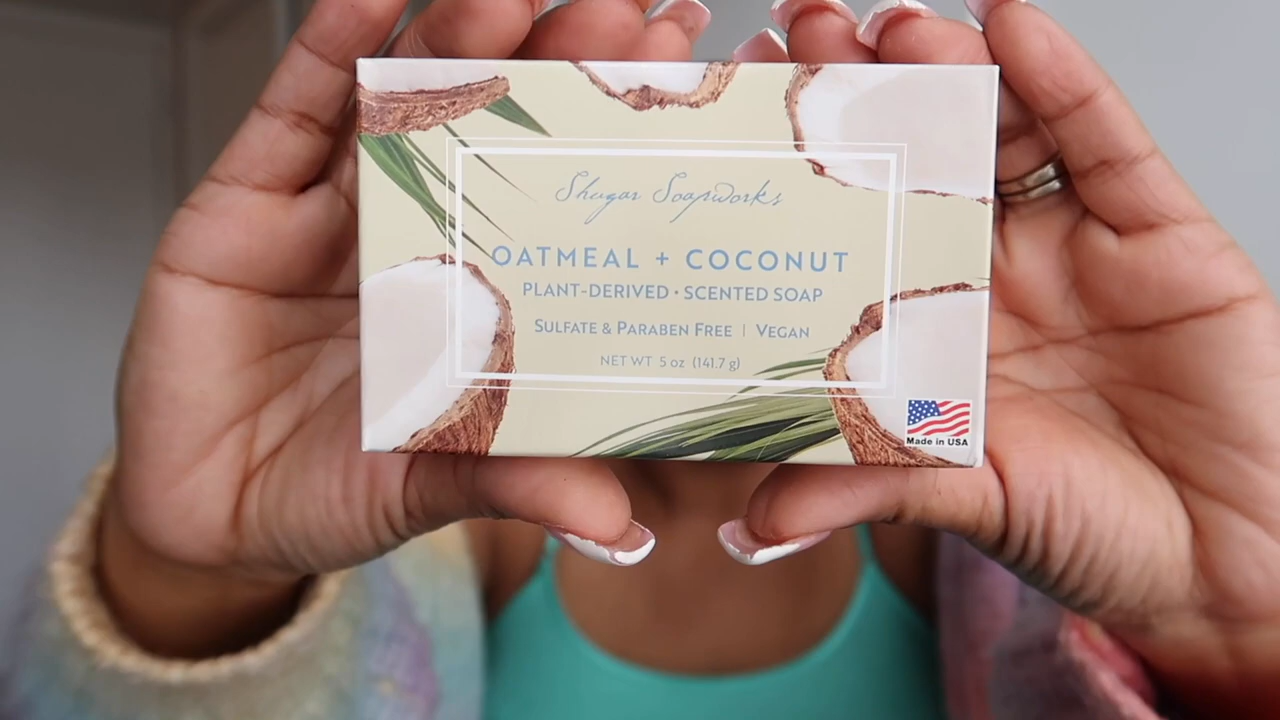 Shugar Soapworks
OATMEAL + COCONUT
PLANT-DERIVED • SCENTED SOAP
SULFATE & PARABEN FREE | VEGAN
NET WT 5 oz (141.7 g)
Made in USA